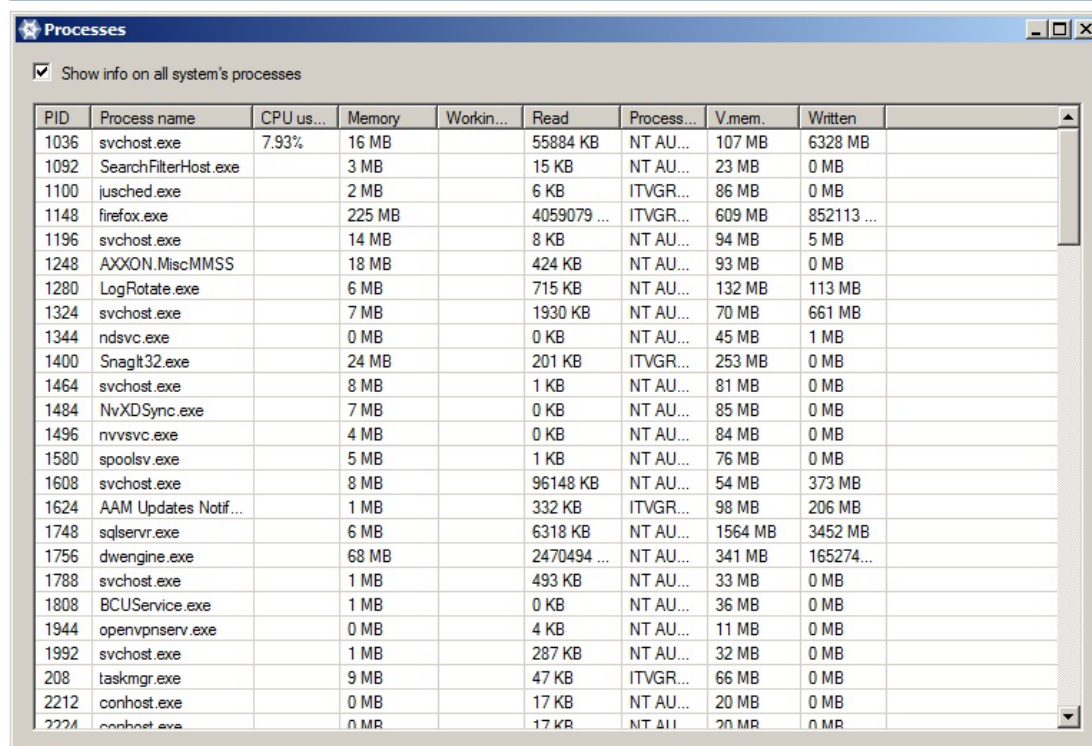 Processes
Show info on all system's processes
PID Process name CPU us... Memory Workin... Read Process... V.mem. Written
1036 svchost.exe 7.93% 16 MB 55884 KB NT AU... 107 MB 6328 MB
1092 SearchFilterHost.exe 3 MB 15 KB NT AU... 23 MB 0 MB
1100 jusched.exe 2 MB 6 KB ITVGR... 86 MB 0 MB
1148 firefox.exe 225 MB 4059079 ... ITVGR... 609 MB 852113 ...
1196 svchost.exe 14 MB 8 KB NT AU... 94 MB 5 MB
1248 AXXON.MiscMMSS 18 MB 424 KB NT AU... 93 MB 0 MB
1280 LogRotate.exe 6 MB 715 KB NT AU... 132 MB 113 MB
1324 svchost.exe 7 MB 1930 KB NT AU... 70 MB 661 MB
1344 ndsvc.exe 0 MB 0 KB NT AU... 45 MB 1 MB
1400 SnagIt32.exe 24 MB 201 KB ITVGR... 253 MB 0 MB
1464 svchost.exe 8 MB 1 KB NT AU... 81 MB 0 MB
1484 NvXDSync.exe 7 MB 0 KB NT AU... 85 MB 0 MB
1496 nvvsvc.exe 4 MB 0 KB NT AU... 84 MB 0 MB
1580 spoolsv.exe 5 MB 1 KB NT AU... 76 MB 0 MB
1608 svchost.exe 8 MB 96148 KB NT AU... 54 MB 373 MB
1624 AAM Updates Notif... 1 MB 332 KB ITVGR... 98 MB 206 MB
1748 sqlservr.exe 6 MB 6318 KB NT AU... 1564 MB 3452 MB
1756 dwengine.exe 68 MB 2470494 ... NT AU... 341 MB 165274...
1788 svchost.exe 1 MB 493 KB NT AU... 33 MB 0 MB
1808 BCUService.exe 1 MB 0 KB NT AU... 36 MB 0 MB
1944 openvpnserv.exe 0 MB 4 KB NT AU... 11 MB 0 MB
1992 svchost.exe 1 MB 287 KB NT AU... 32 MB 0 MB
208 taskmgr.exe 9 MB 47 KB ITVGR... 66 MB 0 MB
2212 conhost.exe 0 MB 17 KB NT AU... 20 MB 0 MB
2224 conhost.exe 0 MB 17 KB NT AU... 20 MB 0 MB